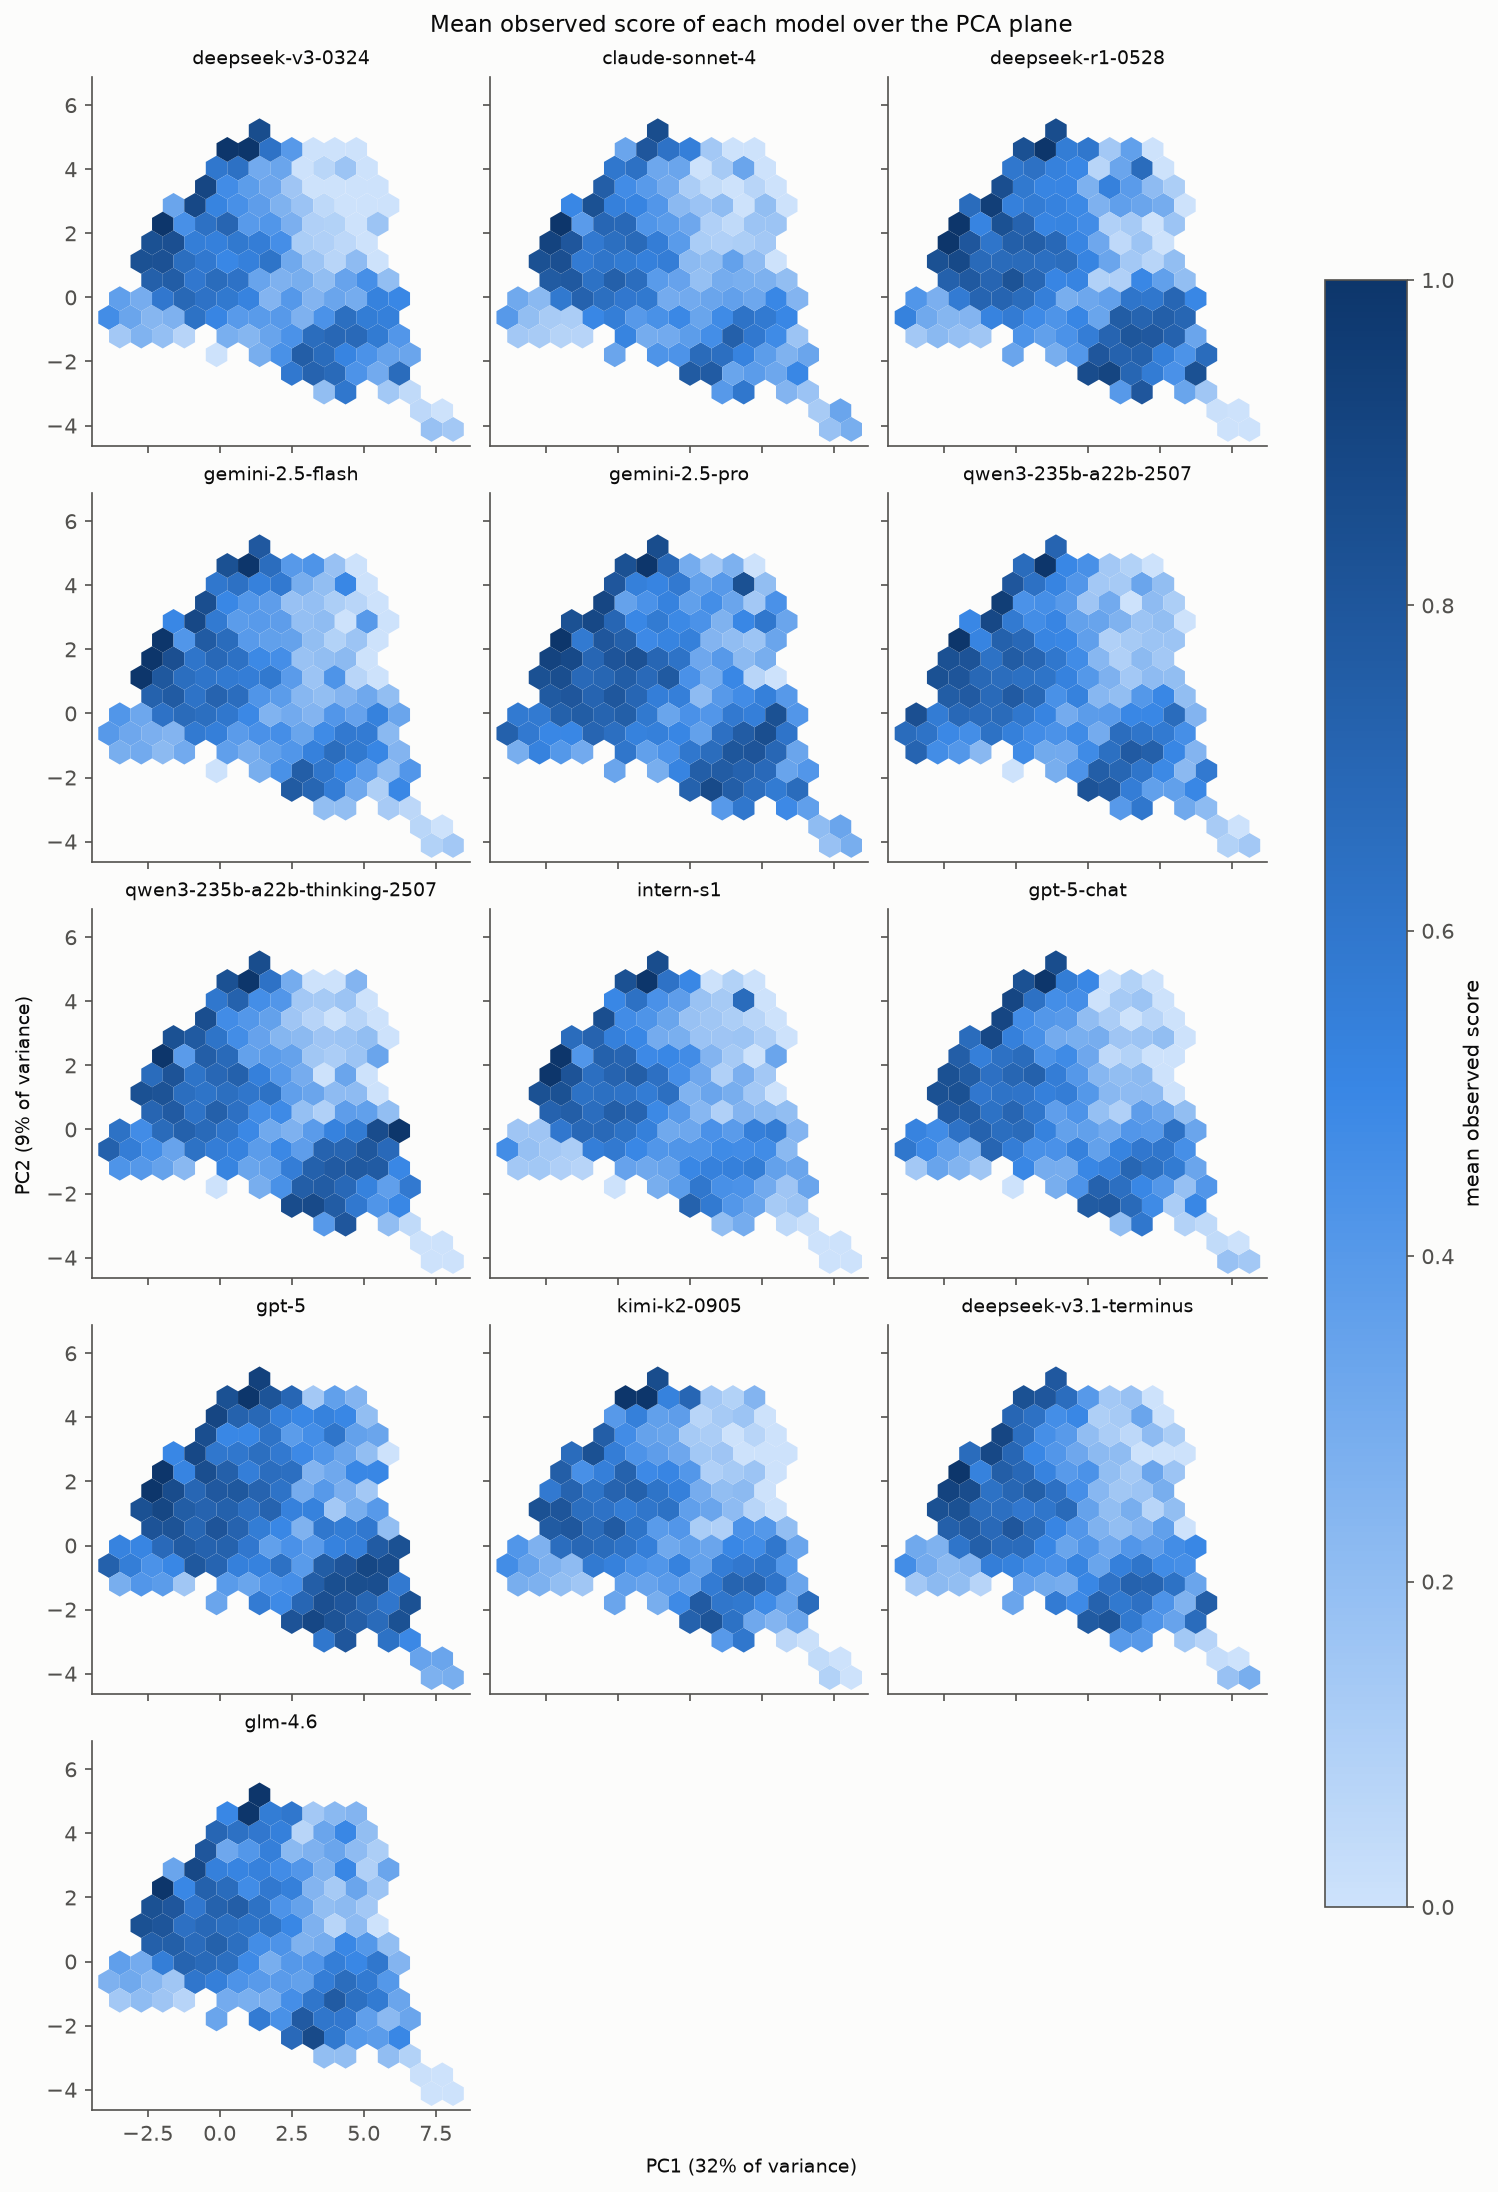 Mean observed score of each model over the PCA plane
deepseek-v3-0324
claude-sonnet-4
deepseek-r1-0528
6
4
2
0
−2
−4
gemini-2.5-flash
gemini-2.5-pro
qwen3-235b-a22b-2507
6
4
2
0
−2
−4
qwen3-235b-a22b-thinking-2507
intern-s1
gpt-5-chat
6
4
2
0
−2
−4
gpt-5
kimi-k2-0905
deepseek-v3.1-terminus
6
4
2
0
−2
−4
glm-4.6
6
4
2
0
−2
−4
−2.5
0.0
2.5
5.0
7.5
PC1 (32% of variance)
PC2 (9% of variance)
1.0
0.8
0.6
0.4
0.2
0.0
mean observed score